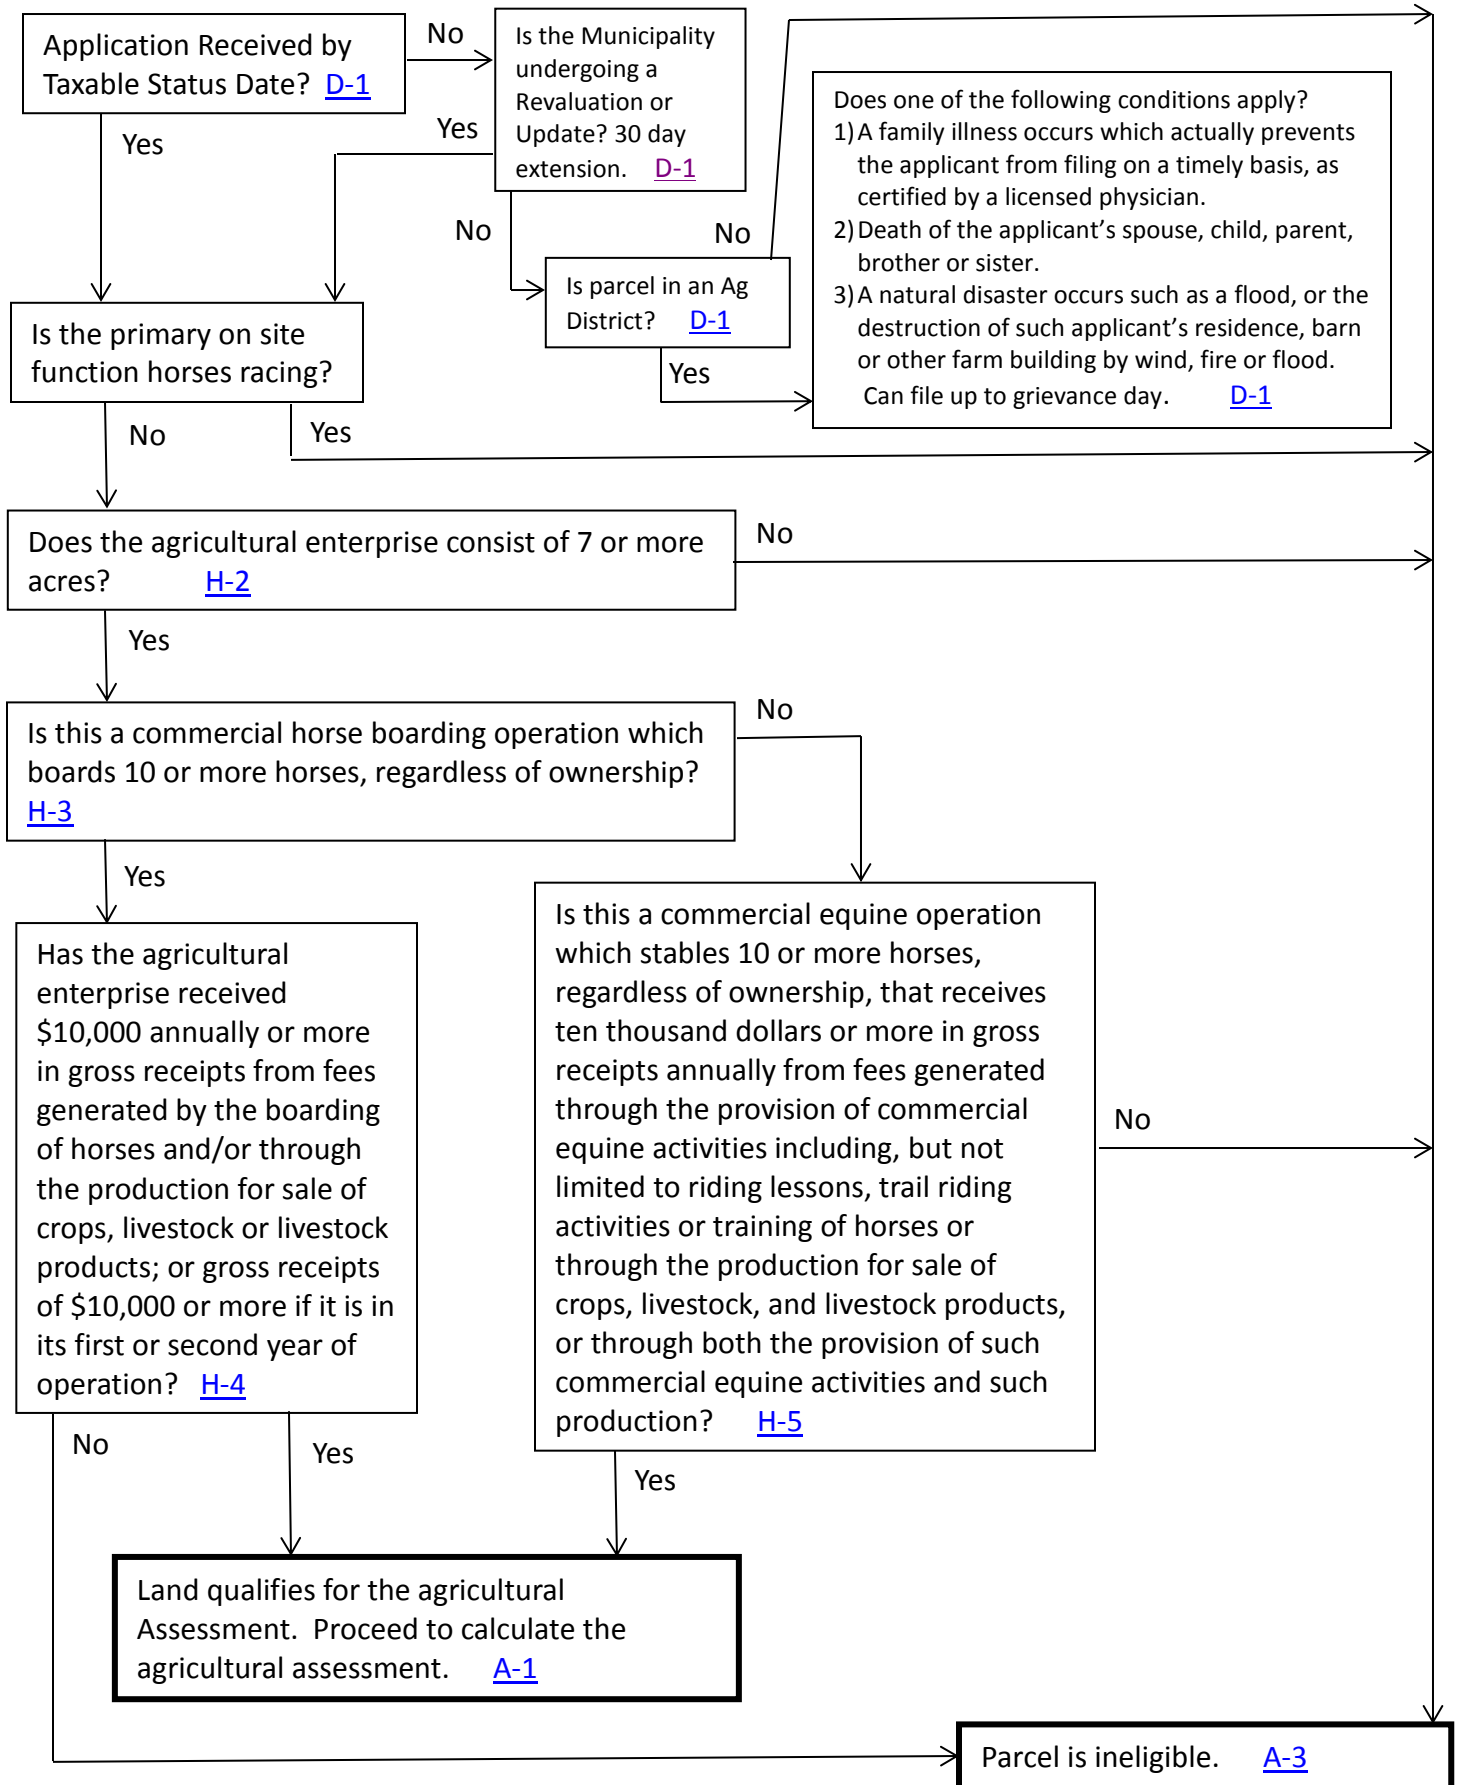 Application Received by
Taxable Status Date? D-1
No
Is the Municipality
undergoing a
Revaluation or
Update? 30 day
extension. D-1
Yes
Yes
No
No
Does one of the following conditions apply?
1) A family illness occurs which actually prevents
the applicant from filing on a timely basis, as
certified by a licensed physician.
2) Death of the applicant’s spouse, child, parent,
brother or sister.
3) A natural disaster occurs such as a flood, or the
destruction of such applicant’s residence, barn
or other farm building by wind, fire or flood.
Can file up to grievance day. D-1
Is parcel in an Ag
District? D-1
Yes
Is the primary on site
function horses racing?
No
Yes
Does the agricultural enterprise consist of 7 or more
acres? H-2
No
Yes
Is this a commercial horse boarding operation which
boards 10 or more horses, regardless of ownership?
H-3
No
Yes
Has the agricultural
enterprise received
$10,000 annually or more
in gross receipts from fees
generated by the boarding
of horses and/or through
the production for sale of
crops, livestock or livestock
products; or gross receipts
of $10,000 or more if it is in
its first or second year of
operation? H-4
Is this a commercial equine operation
which stables 10 or more horses,
regardless of ownership, that receives
ten thousand dollars or more in gross
receipts annually from fees generated
through the provision of commercial
equine activities including, but not
limited to riding lessons, trail riding
activities or training of horses or
through the production for sale of
crops, livestock, and livestock products,
or through both the provision of such
commercial equine activities and such
production? H-5
No
No
Yes
Yes
Land qualifies for the agricultural
Assessment. Proceed to calculate the
agricultural assessment. A-1
Parcel is ineligible. A-3